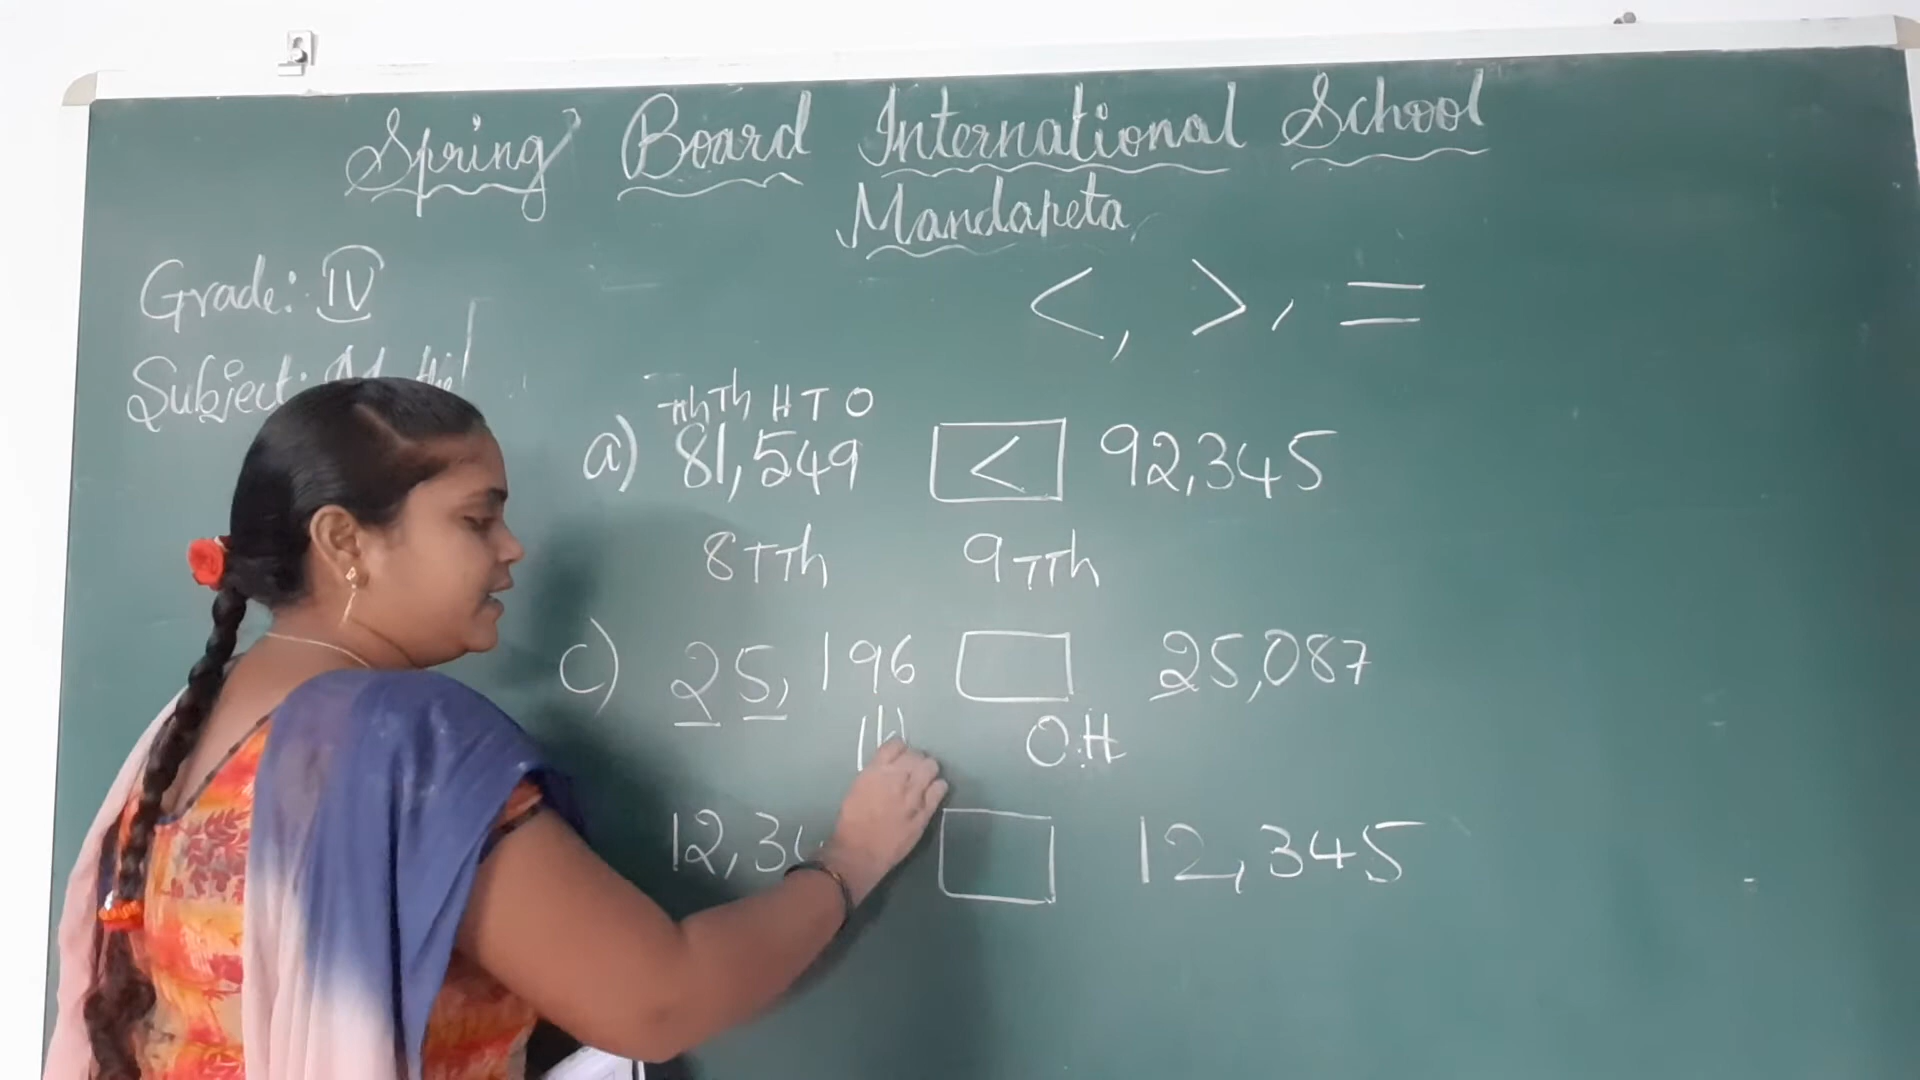 Spring Board International School
Mandapeta
Grade: IV
Subject:
<, >, =
TTh Th H T O
a) 81,549 < 92,345
8TTh 9TTh
c) 25,196 25,087
1H 0H
12,34 12,345